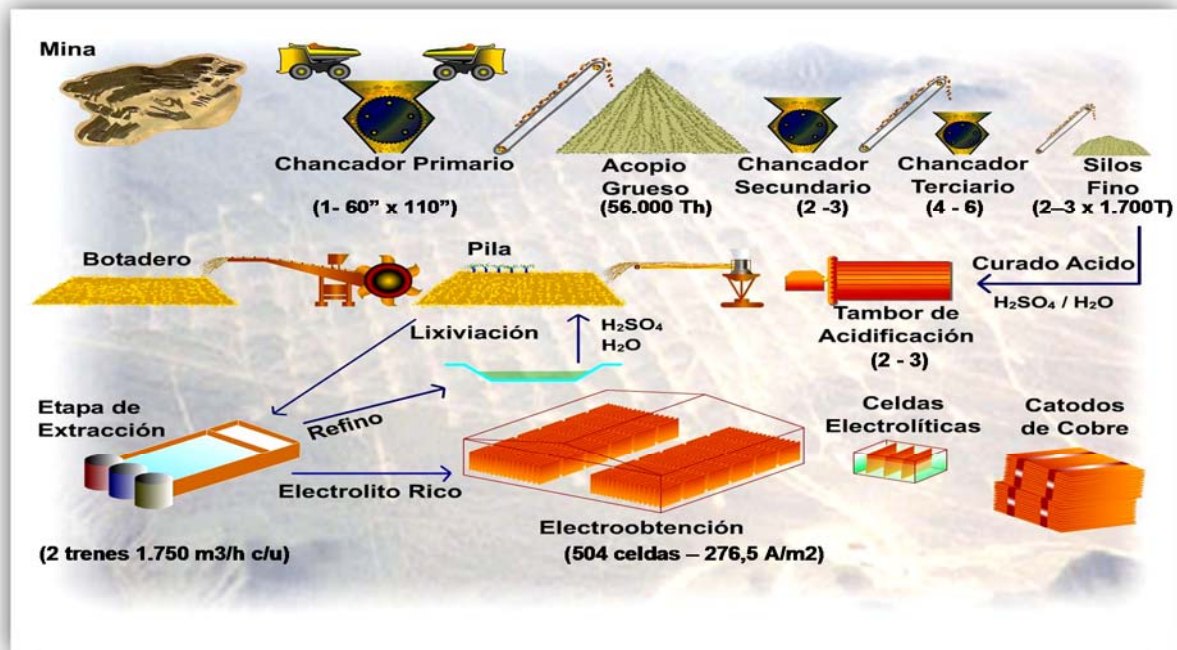 Mina
Chancador Primario
(1- 60” x 110”)
Acopio
Grueso
(56.000 Th)
Chancador
Secundario
(2 -3)
Chancador
Terciario
(4 - 6)
Silos
Fino
(2–3 x 1.700T)
Botadero
Pila
Curado Acido
H₂SO₄ / H₂O
Tambor de
Acidificación
(2 - 3)
Lixiviación
H₂SO₄
H₂O
Etapa de
Extracción
Refino
Electrolito Rico
(2 trenes 1.750 m3/h c/u)
Electroobtención
(504 celdas – 276,5 A/m2)
Celdas
Electrolíticas
Catodos
de Cobre